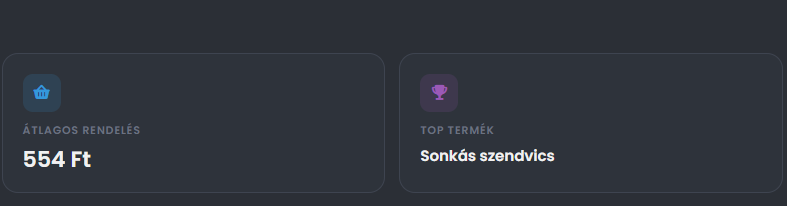 ÁTLAGOS RENDELÉS
554 Ft
TOP TERMÉK
Sonkás szendvics